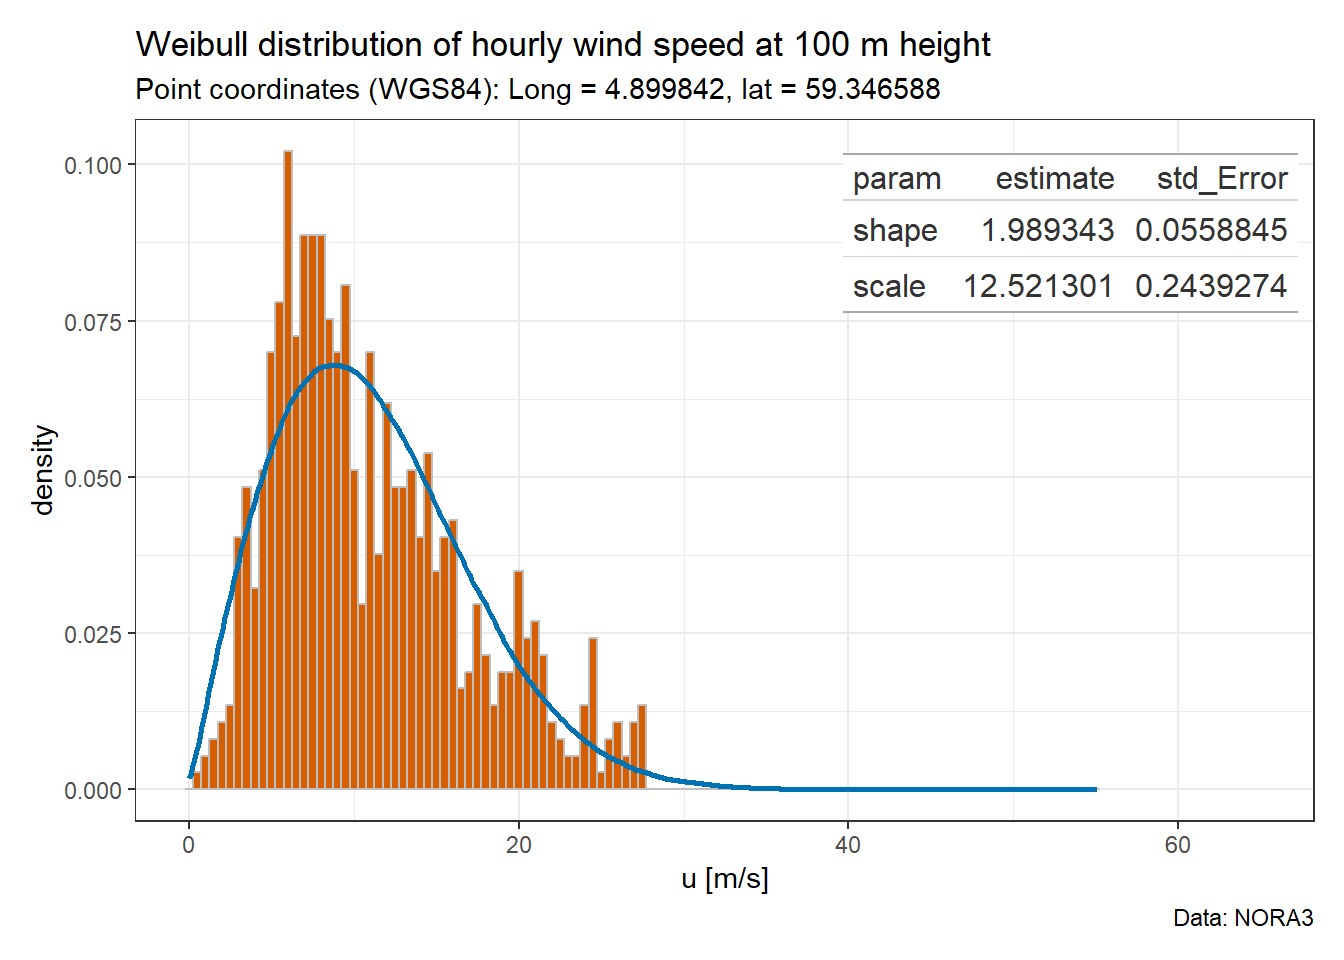 Weibull distribution of hourly wind speed at 100 m height
Point coordinates (WGS84): Long = 4.899842, lat = 59.346588
param estimate std_Error
shape 1.989343 0.0558845
scale 12.521301 0.2439274
0.100
0.075
0.050
0.025
0.000
density
0 20 40 60
u [m/s]
Data: NORA3